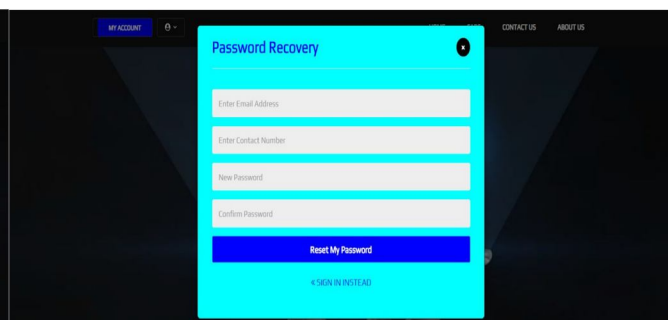 MY ACCOUNT
CONTACT US
ABOUT US
Password Recovery
x
Enter Email Address
Enter Contact Number
New Password
Confirm Password
Reset My Password
< SIGN IN INSTEAD